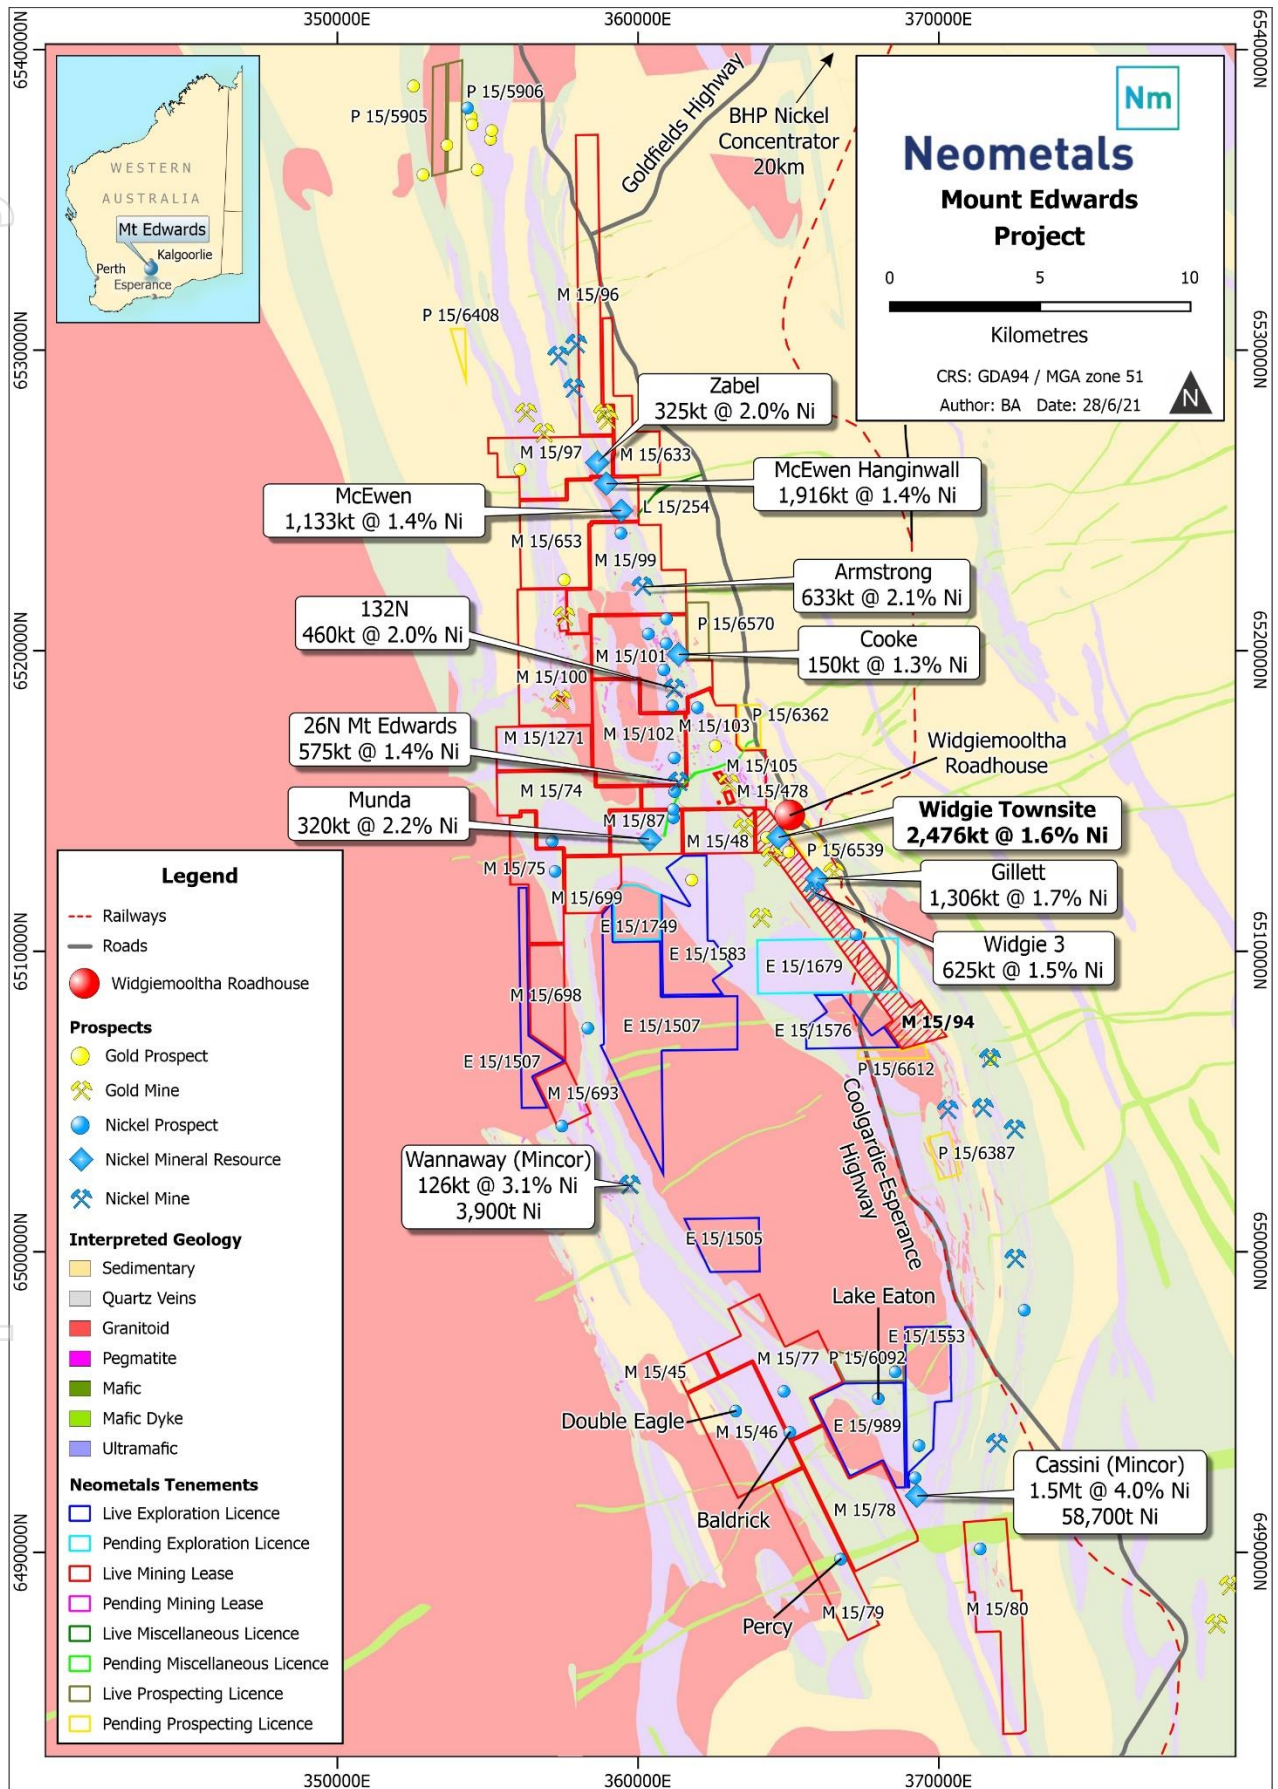 350000E
360000E
370000E
6540000N
6540000N
6530000N
6530000N
6520000N
6520000N
6510000N
6510000N
6500000N
6500000N
6490000N
6490000N
350000E
360000E
370000E
WESTERN
AUSTRALIA
Mt Edwards
Kalgoorlie
Perth
Esperance
Nm
Neometals
Mount Edwards
Project
0 5 10
Kilometres
CRS: GDA94 / MGA zone 51
Author: BA Date: 28/6/21
N
Goldfields Highway
BHP Nickel
Concentrator
20km
P 15/5906
P 15/5905
M 15/96
P 15/6408
Zabel
325kt @ 2.0% Ni
M 15/97
M 15/633
McEwen Hanginwall
1,916kt @ 1.4% Ni
McEwen
1,133kt @ 1.4% Ni
L 15/254
M 15/653
M 15/99
Armstrong
633kt @ 2.1% Ni
132N
460kt @ 2.0% Ni
P 15/6570
Cooke
150kt @ 1.3% Ni
M 15/101
M 15/100
26N Mt Edwards
575kt @ 1.4% Ni
P 15/6362
M 15/103
M 15/102
M 15/1271
Widgiemooltha
Roadhouse
M 15/105
M 15/74
M 15/478
Munda
320kt @ 2.2% Ni
M 15/87
M 15/48
Widgie Townsite
2,476kt @ 1.6% Ni
P 15/6539
M 15/75
Gillett
1,306kt @ 1.7% Ni
M 15/699
E 15/1749
E 15/1583
Widgie 3
625kt @ 1.5% Ni
E 15/1679
M 15/698
E 15/1507
E 15/1576
M 15/94
E 15/1507
P 15/6612
M 15/693
Coolgardie-Esperance
Highway
P 15/6387
Wannaway (Mincor)
126kt @ 3.1% Ni
3,900t Ni
E 15/1505
Lake Eaton
E 15/1553
M 15/77
P 15/6092
M 15/45
Double Eagle
M 15/46
E 15/989
Cassini (Mincor)
1.5Mt @ 4.0% Ni
58,700t Ni
Baldrick
M 15/78
Percy
M 15/79
M 15/80
Legend
Railways
Roads
Widgiemooltha Roadhouse
Prospects
Gold Prospect
Gold Mine
Nickel Prospect
Nickel Mineral Resource
Nickel Mine
Interpreted Geology
Sedimentary
Quartz Veins
Granitoid
Pegmatite
Mafic
Mafic Dyke
Ultramafic
Neometals Tenements
Live Exploration Licence
Pending Exploration Licence
Live Mining Lease
Pending Mining Lease
Live Miscellaneous Licence
Pending Miscellaneous Licence
Live Prospecting Licence
Pending Prospecting Licence